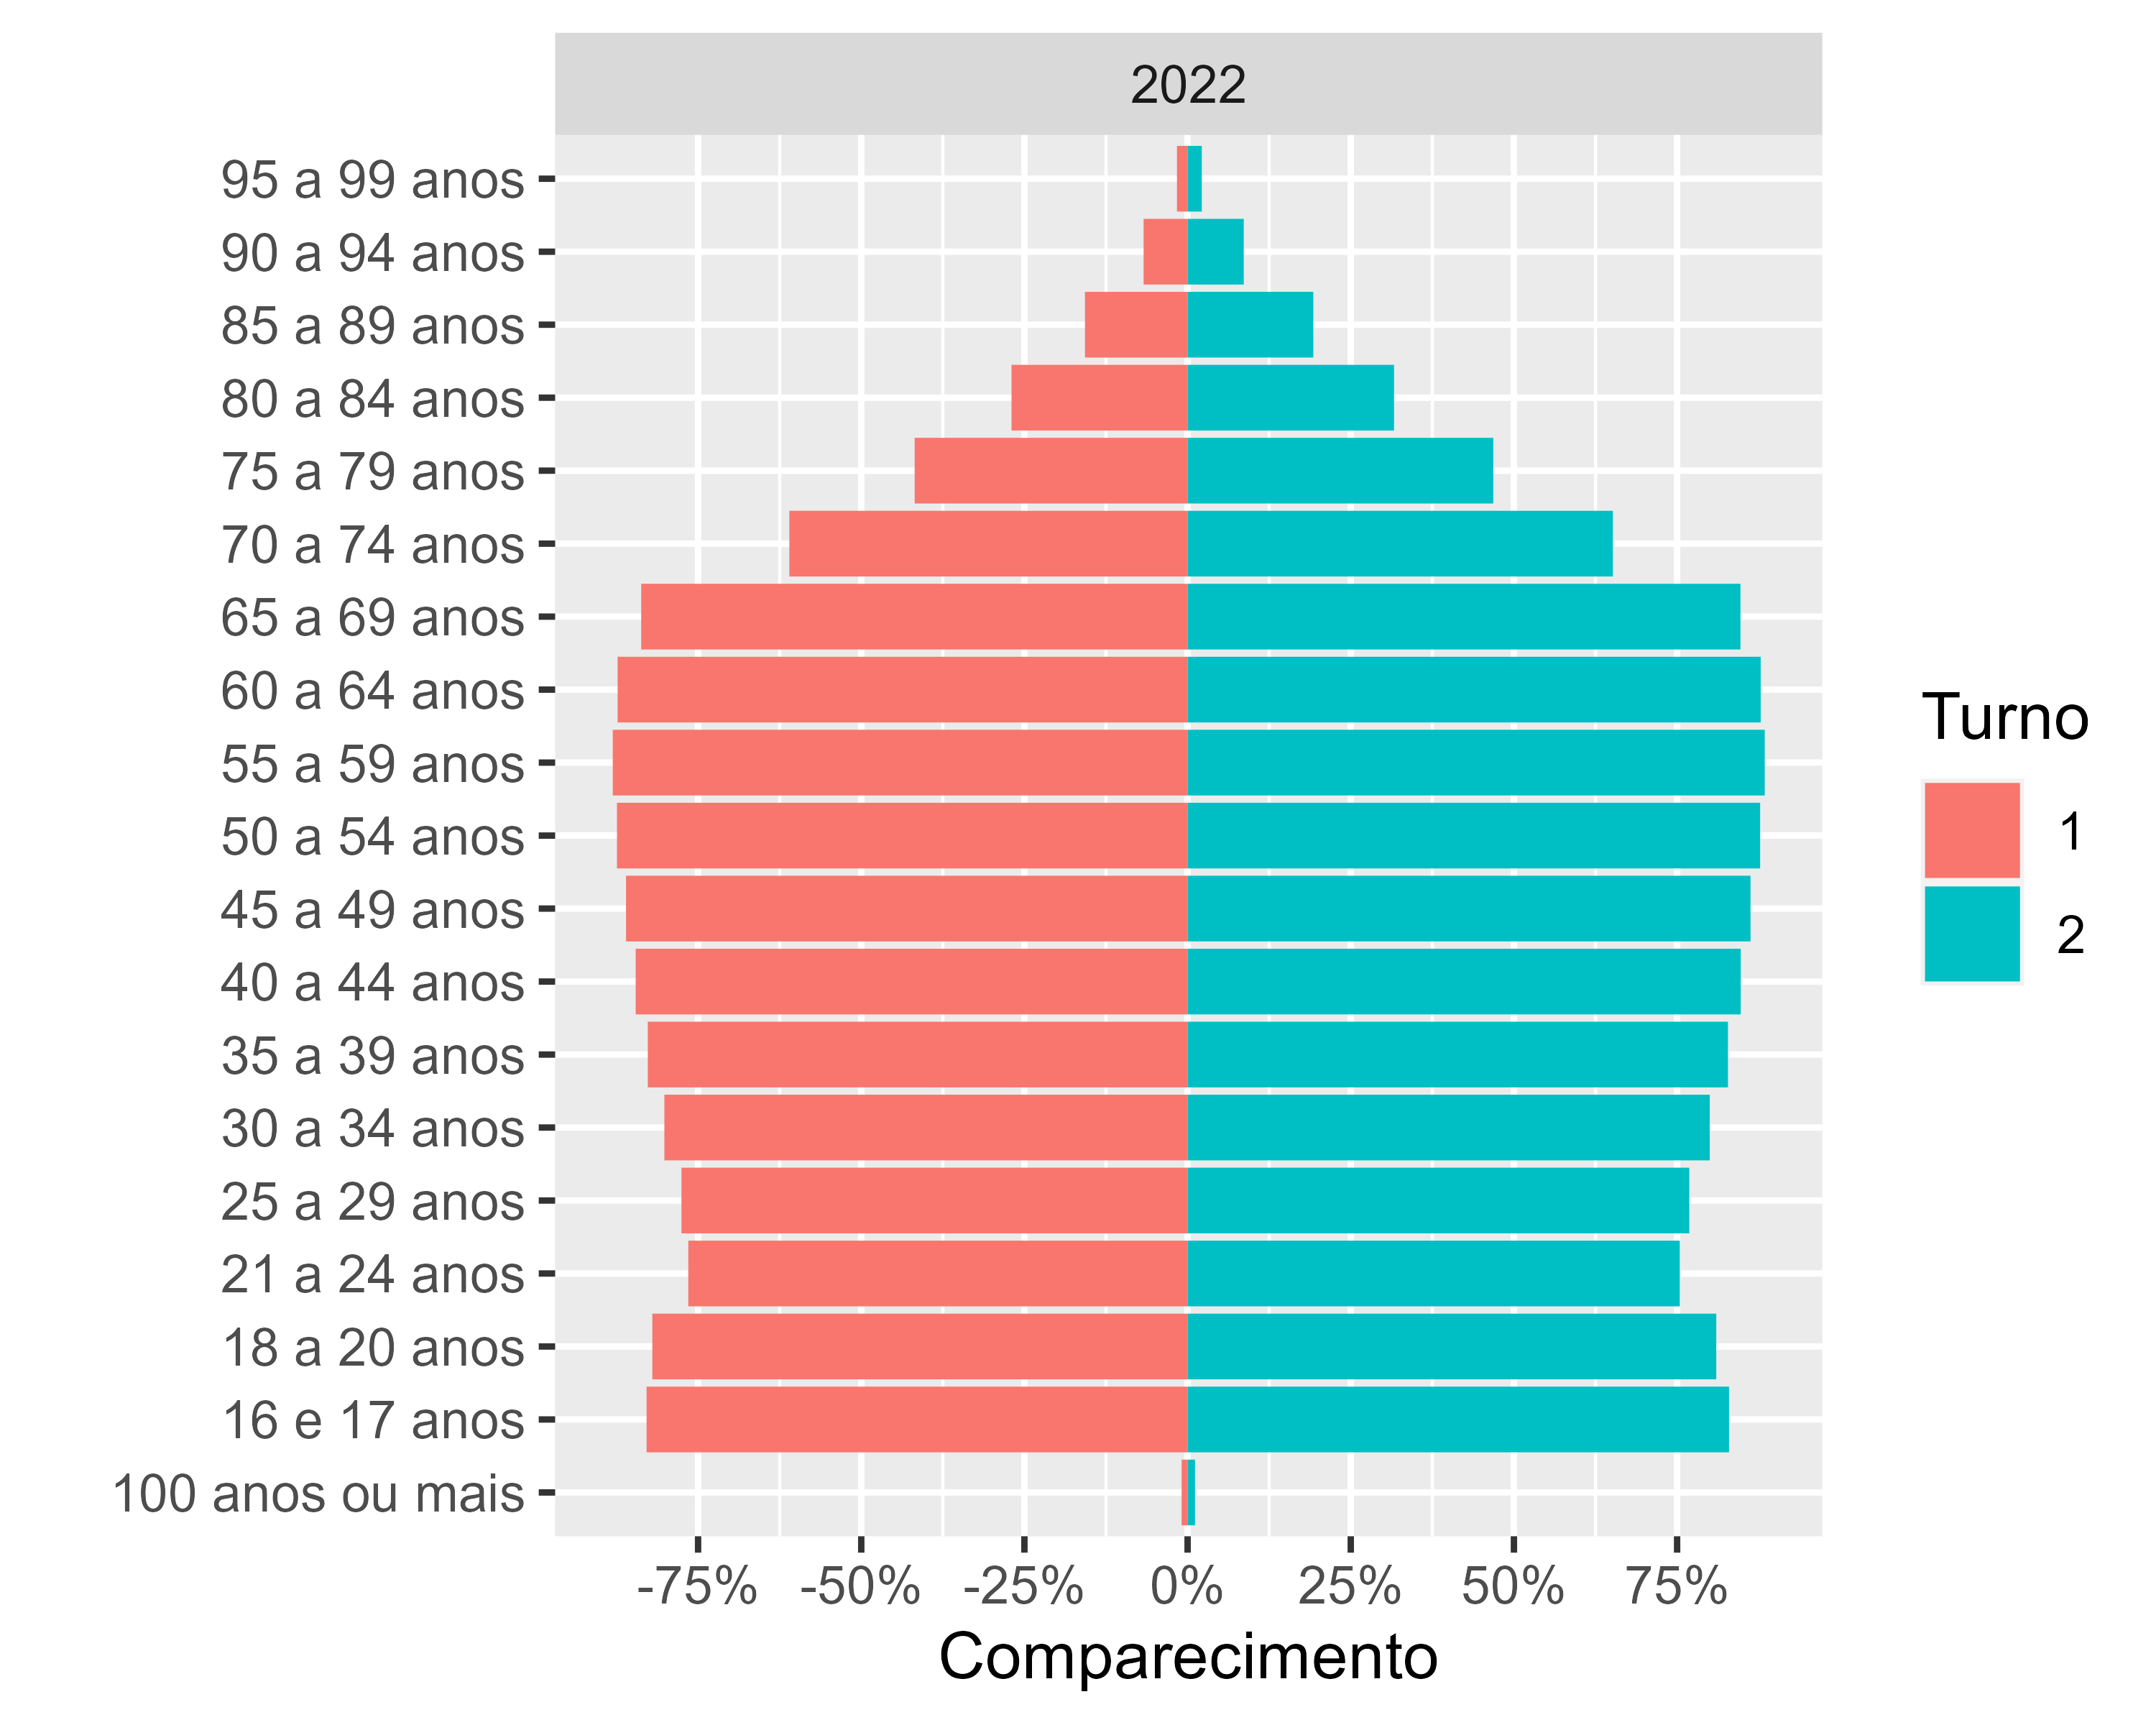 2022
95 a 99 anos
90 a 94 anos
85 a 89 anos
80 a 84 anos
75 a 79 anos
70 a 74 anos
65 a 69 anos
60 a 64 anos
55 a 59 anos
50 a 54 anos
45 a 49 anos
40 a 44 anos
35 a 39 anos
30 a 34 anos
25 a 29 anos
21 a 24 anos
18 a 20 anos
16 e 17 anos
100 anos ou mais
-75% -50% -25% 0% 25% 50% 75%
Comparecimento
Turno
1
2